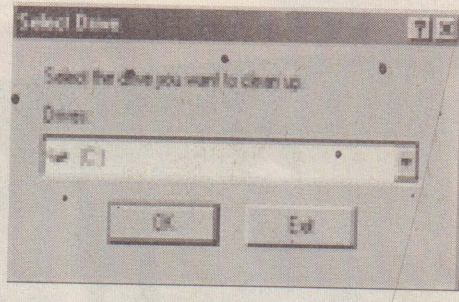 Select Drive
Select the drive you want to clean up.
Drives:
(C:)
OK
Exit